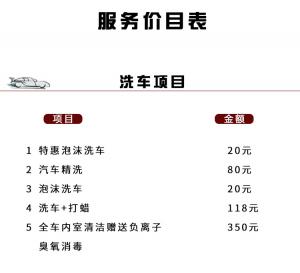 服务价目表
洗车项目
项目 金额
1 特惠泡沫洗车 20元
2 汽车精洗 80元
3 泡沫洗车 20元
4 洗车+打蜡 118元
5 全车内室清洁赠送负离子 350元
臭氧消毒